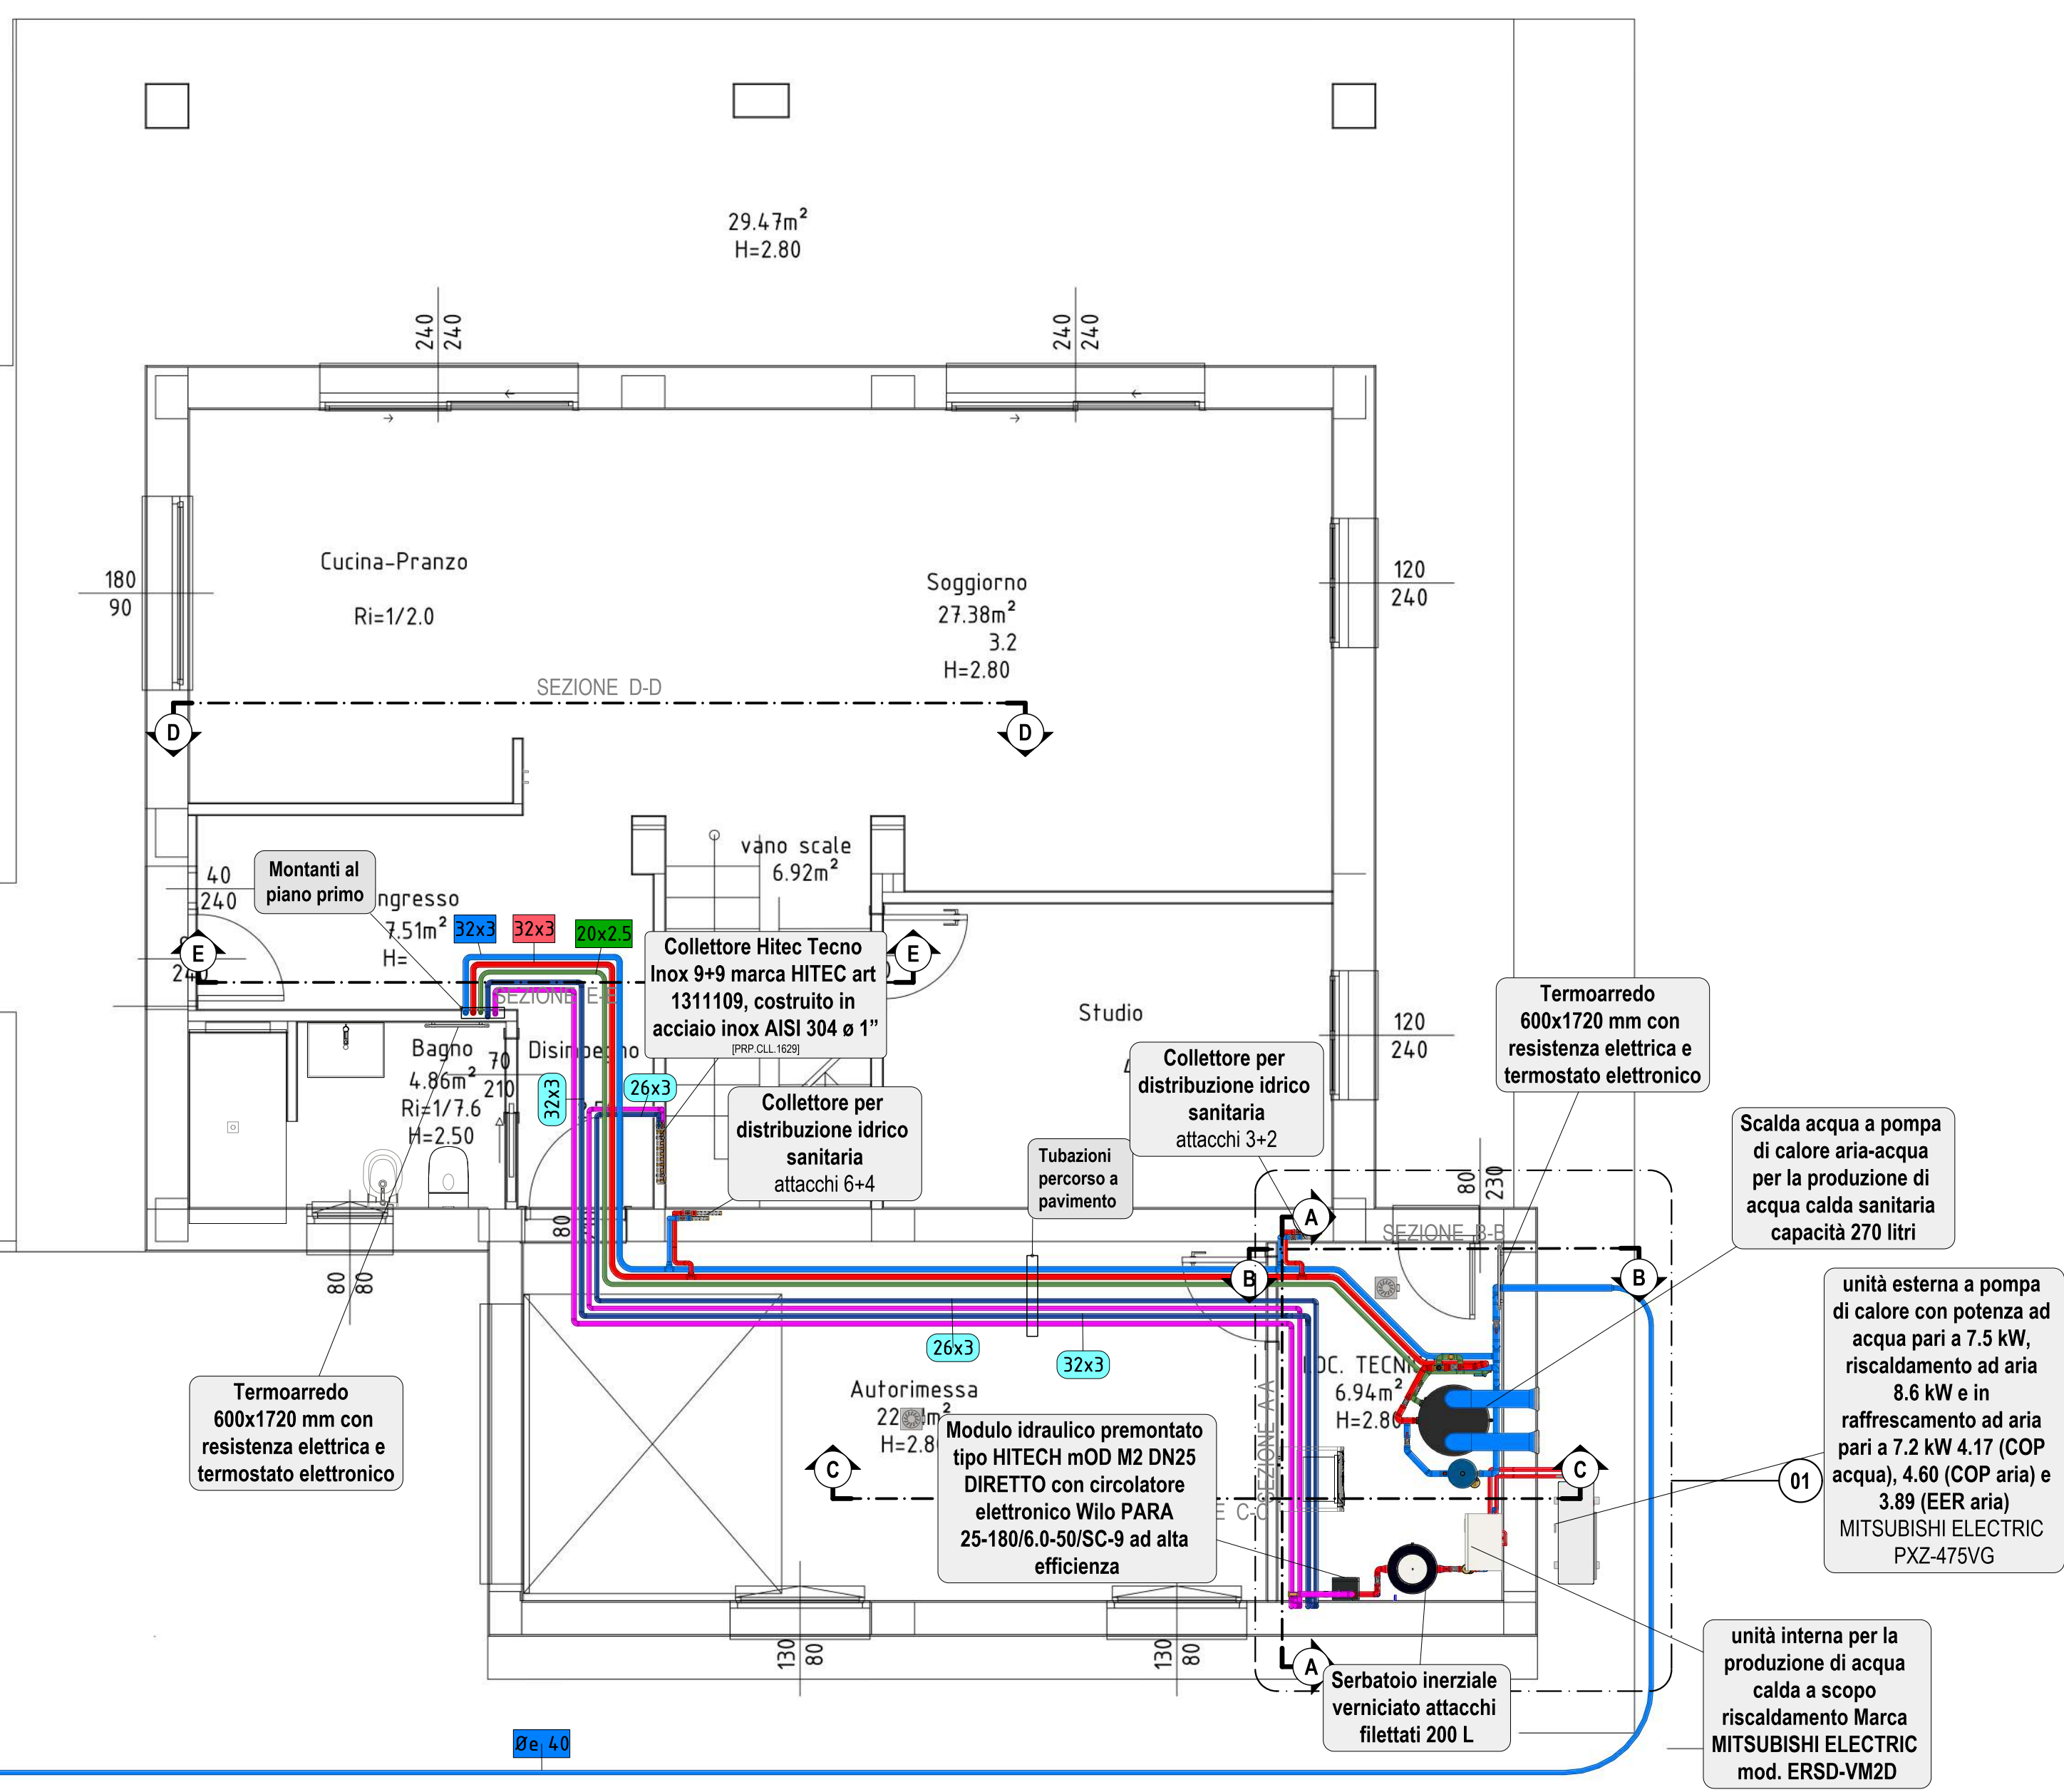 29.47m²
H=2.80
240
240
240
240
Cucina-Pranzo
Ri=1/2.0
180
90
Soggiorno
27.38m²
3.2
H=2.80
120
240
SEZIONE D-D
D
D
vano scale
6.92m²
40
240
Montanti al
piano primo
ngresso
7.51m²
H=
32x3
32x3
20x2.5
E
E
SEZIONE E-E
Collettore Hitec Tecno
Inox 9+9 marca HITEC art
1311109, costruito in
acciaio inox AISI 304 ø 1”
[PRP.CLL.1629]
Studio
120
240
Termoarredo
600x1720 mm con
resistenza elettrica e
termostato elettronico
Bagno
4.86m²
Ri=1/7.6
H=2.50
70
210
Disimpegno
32x3
26x3
Collettore per
distribuzione idrico
sanitaria
attacchi 6+4
Collettore per
distribuzione idrico
sanitaria
attacchi 3+2
Tubazioni
percorso a
pavimento
Scalda acqua a pompa
di calore aria-acqua
per la produzione di
acqua calda sanitaria
capacità 270 litri
80
230
80
80
80
A
SEZIONE B-B
B
B
unità esterna a pompa
di calore con potenza ad
acqua pari a 7.5 kW,
riscaldamento ad aria
8.6 kW e in
raffrescamento ad aria
pari a 7.2 kW 4.17 (COP
acqua), 4.60 (COP aria) e
3.89 (EER aria)
MITSUBISHI ELECTRIC
PXZ-475VG
01
26x3
32x3
LOC. TECNI
6.94m²
H=2.80
Autorimessa
22 m²
H=2.8
SEZIONE A-A
Termoarredo
600x1720 mm con
resistenza elettrica e
termostato elettronico
Modulo idraulico premontato
tipo HITECH mOD M2 DN25
DIRETTO con circolatore
elettronico Wilo PARA
25-180/6.0-50/SC-9 ad alta
efficienza
C
C
E C-C
130
80
130
80
A
Serbatoio inerziale
verniciato attacchi
filettati 200 L
unità interna per la
produzione di acqua
calda a scopo
riscaldamento Marca
MITSUBISHI ELECTRIC
mod. ERSD-VM2D
Øe 40